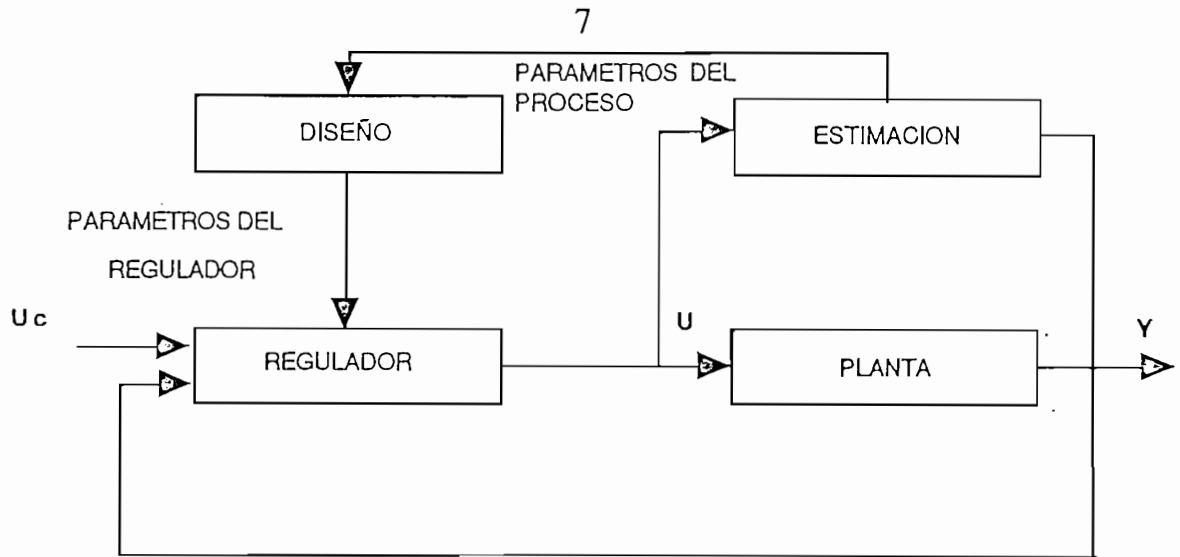 7
PARAMETROS DEL
PROCESO
DISEÑO
ESTIMACION
PARAMETROS DEL
REGULADOR
Uc
REGULADOR
U
PLANTA
Y